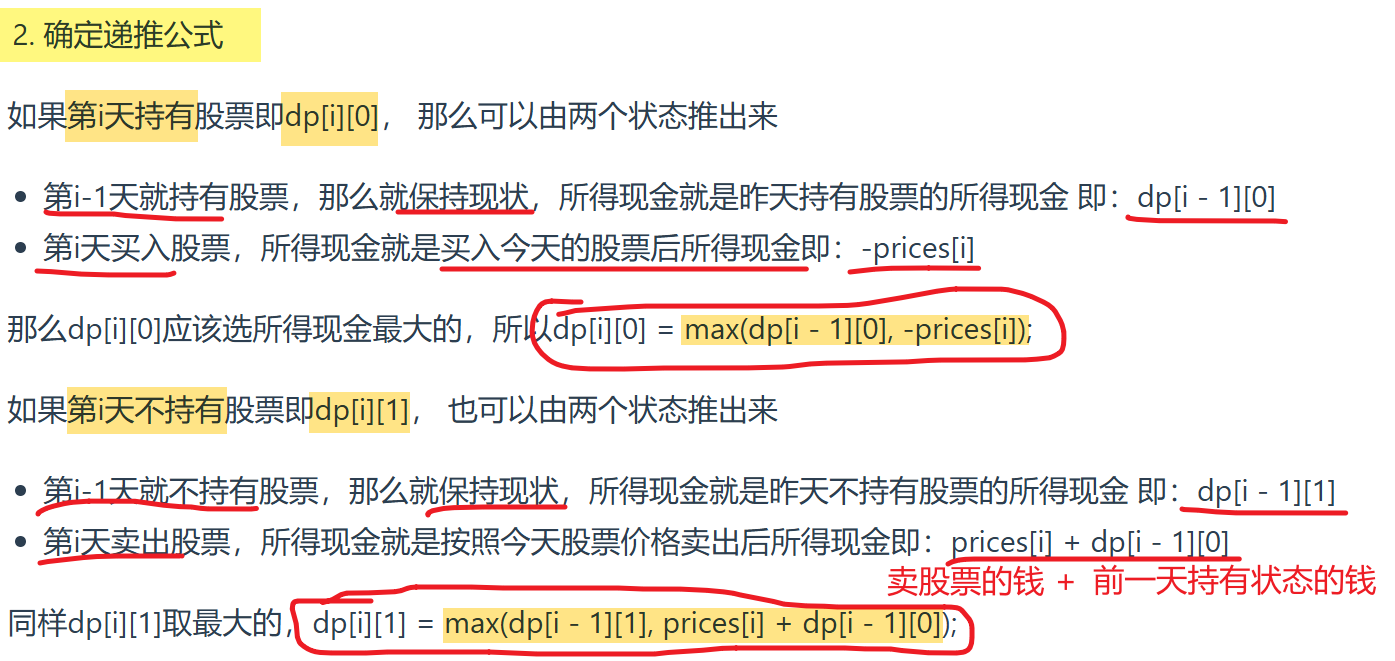 2. 确定递推公式
如果第i天持有股票即dp[i][0]， 那么可以由两个状态推出来
• 第i-1天就持有股票，那么就保持现状，所得现金就是昨天持有股票的所得现金 即：dp[i - 1][0]
• 第i天买入股票，所得现金就是买入今天的股票后所得现金即：-prices[i]
那么dp[i][0]应该选所得现金最大的，所以dp[i][0] = max(dp[i - 1][0], -prices[i]);
如果第i天不持有股票即dp[i][1]， 也可以由两个状态推出来
• 第i-1天就不持有股票，那么就保持现状，所得现金就是昨天不持有股票的所得现金 即：dp[i - 1][1]
• 第i天卖出股票，所得现金就是按照今天股票价格卖出后所得现金即：prices[i] + dp[i - 1][0]
卖股票的钱 + 前一天持有状态的钱
同样dp[i][1]取最大的，dp[i][1] = max(dp[i - 1][1], prices[i] + dp[i - 1][0]);